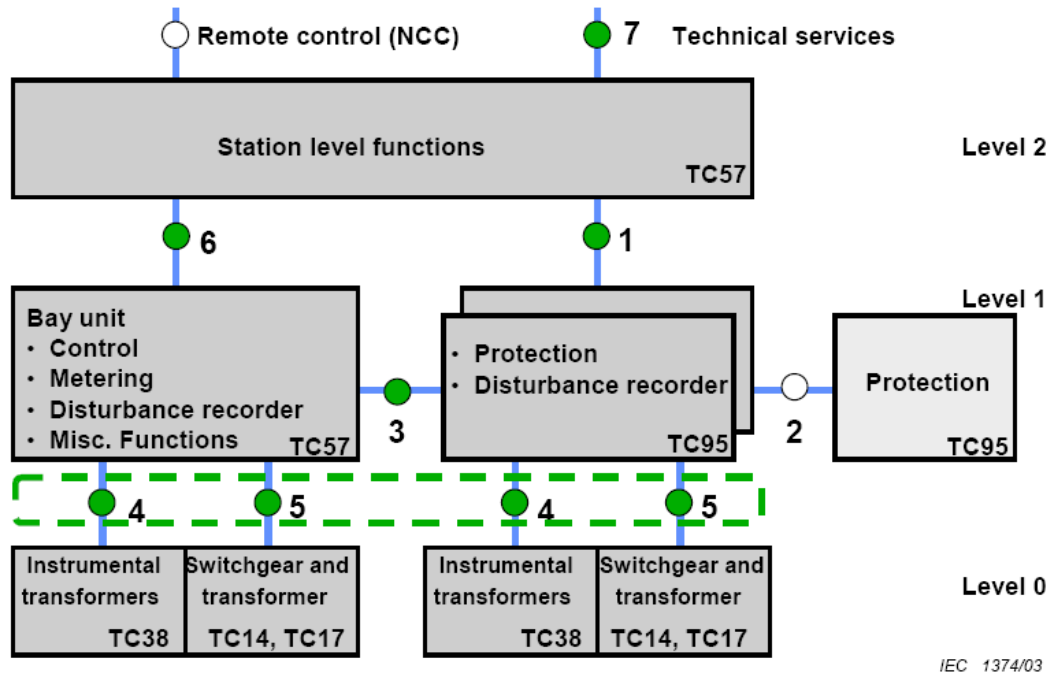 Remote control (NCC)
7 Technical services
Station level functions
TC57
Level 2
6
1
Level 1
Bay unit
• Control
• Metering
• Disturbance recorder
• Misc. Functions
TC57
3
• Protection
• Disturbance recorder
TC95
2
Protection
TC95
4
5
4
5
Instrumental
transformers
TC38
Switchgear and
transformer
TC14, TC17
Instrumental
transformers
TC38
Switchgear and
transformer
TC14, TC17
Level 0
IEC 1374/03